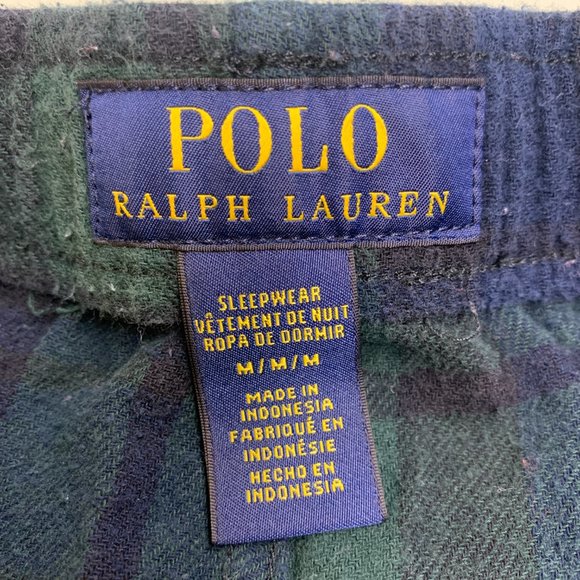 POLO
RALPH LAUREN
SLEEPWEAR
VÊTEMENT DE NUIT
ROPA DE DORMIR
M/M/M
MADE IN
INDONESIA
FABRIQUÉ EN
INDONÉSIE
HECHO EN
INDONESIA